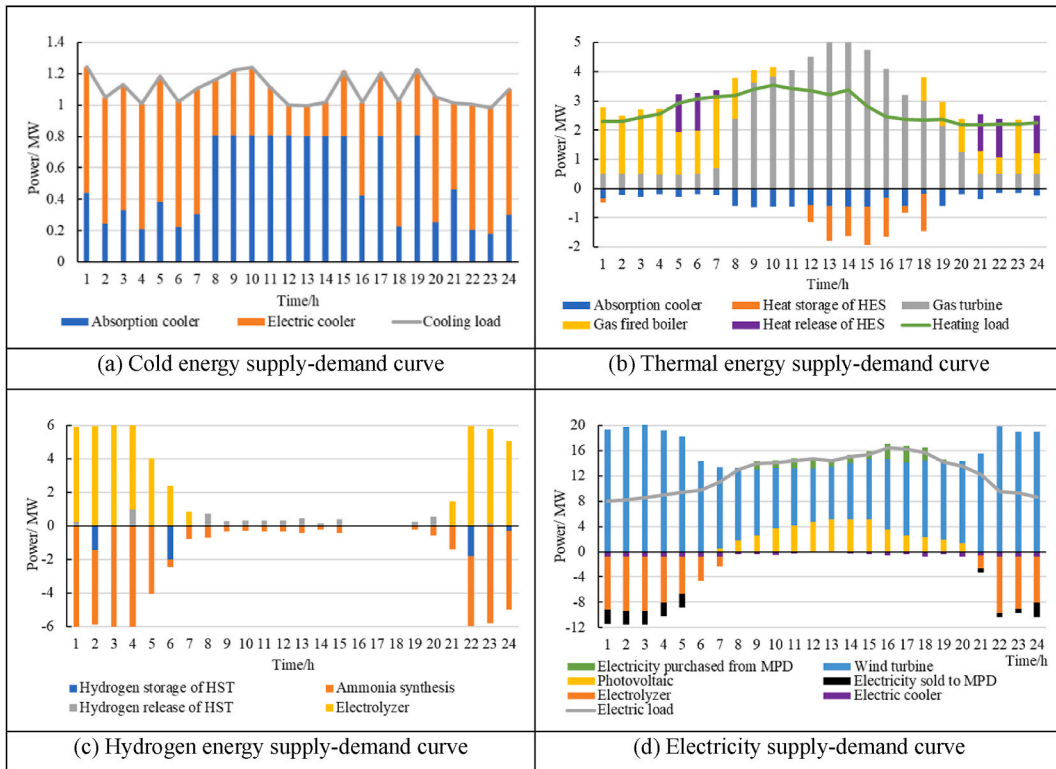 1.4
1.2
1
0.8
0.6
0.4
0.2
0
Power/ MW
1 2 3 4 5 6 7 8 9 10 11 12 13 14 15 16 17 18 19 20 21 22 23 24
Time/h
Absorption cooler Electric cooler Cooling load
(a) Cold energy supply-demand curve
5
4
3
2
1
0
-1
-2
Power/ MW
1 2 3 4 5 6 7 8 9 10 11 12 13 14 15 16 17 18 19 20 21 22 23 24
Time/h
Absorption cooler Heat storage of HES Gas turbine
Gas fired boiler Heat release of HES Heating load
(b) Thermal energy supply-demand curve
6
4
2
0
-2
-4
-6
Power/ MW
1 2 3 4 5 6 7 8 9 10 11 12 13 14 15 16 17 18 19 20 21 22 23 24
Time/h
Hydrogen storage of HST Ammonia synthesis
Hydrogen release of HST Electrolyzer
(c) Hydrogen energy supply-demand curve
20
16
12
8
4
0
-4
-8
-12
Power/ MW
1 2 3 4 5 6 7 8 9 10 11 12 13 14 15 16 17 18 19 20 21 22 23 24
Time/h
Electricity purchased from MPD Wind turbine
Photovoltaic Electricity sold to MPD
Electrolyzer Electric cooler
Electric load
(d) Electricity supply-demand curve